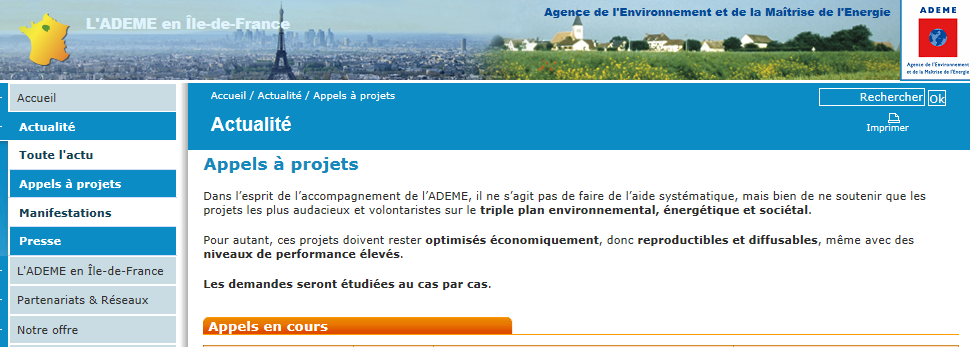 L'ADEME en Île-de-France
Agence de l'Environnement et de la Maîtrise de l'Energie
ADEME
Agence de l'Environnement
et de la Maîtrise de l'Energie
Accueil
Actualité
Toute l'actu
Appels à projets
Manifestations
Presse
L'ADEME en Île-de-France
Partenariats & Réseaux
Notre offre
Accueil / Actualité / Appels à projets
Rechercher Ok
Actualité
Imprimer
Appels à projets
Dans l’esprit de l’accompagnement de l’ADEME, il ne s’agit pas de faire de l’aide systématique, mais bien de ne soutenir que les
projets les plus audacieux et volontaristes sur le triple plan environnemental, énergétique et sociétal.
Pour autant, ces projets doivent rester optimisés économiquement, donc reproductibles et diffusables, même avec des
niveaux de performance élevés.
Les demandes seront étudiées au cas par cas.
Appels en cours